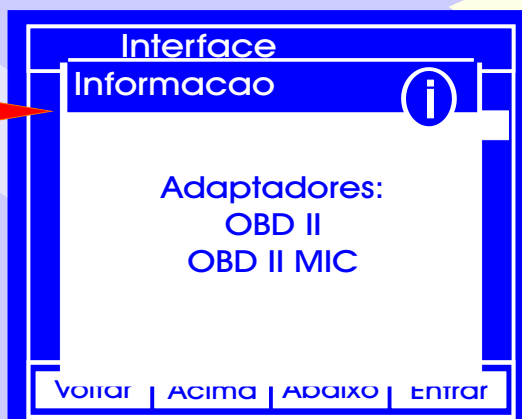 Interface
Informacao
i
Adaptadores:
OBD II
OBD II MIC
Voltar Acima Abaixo Entrar